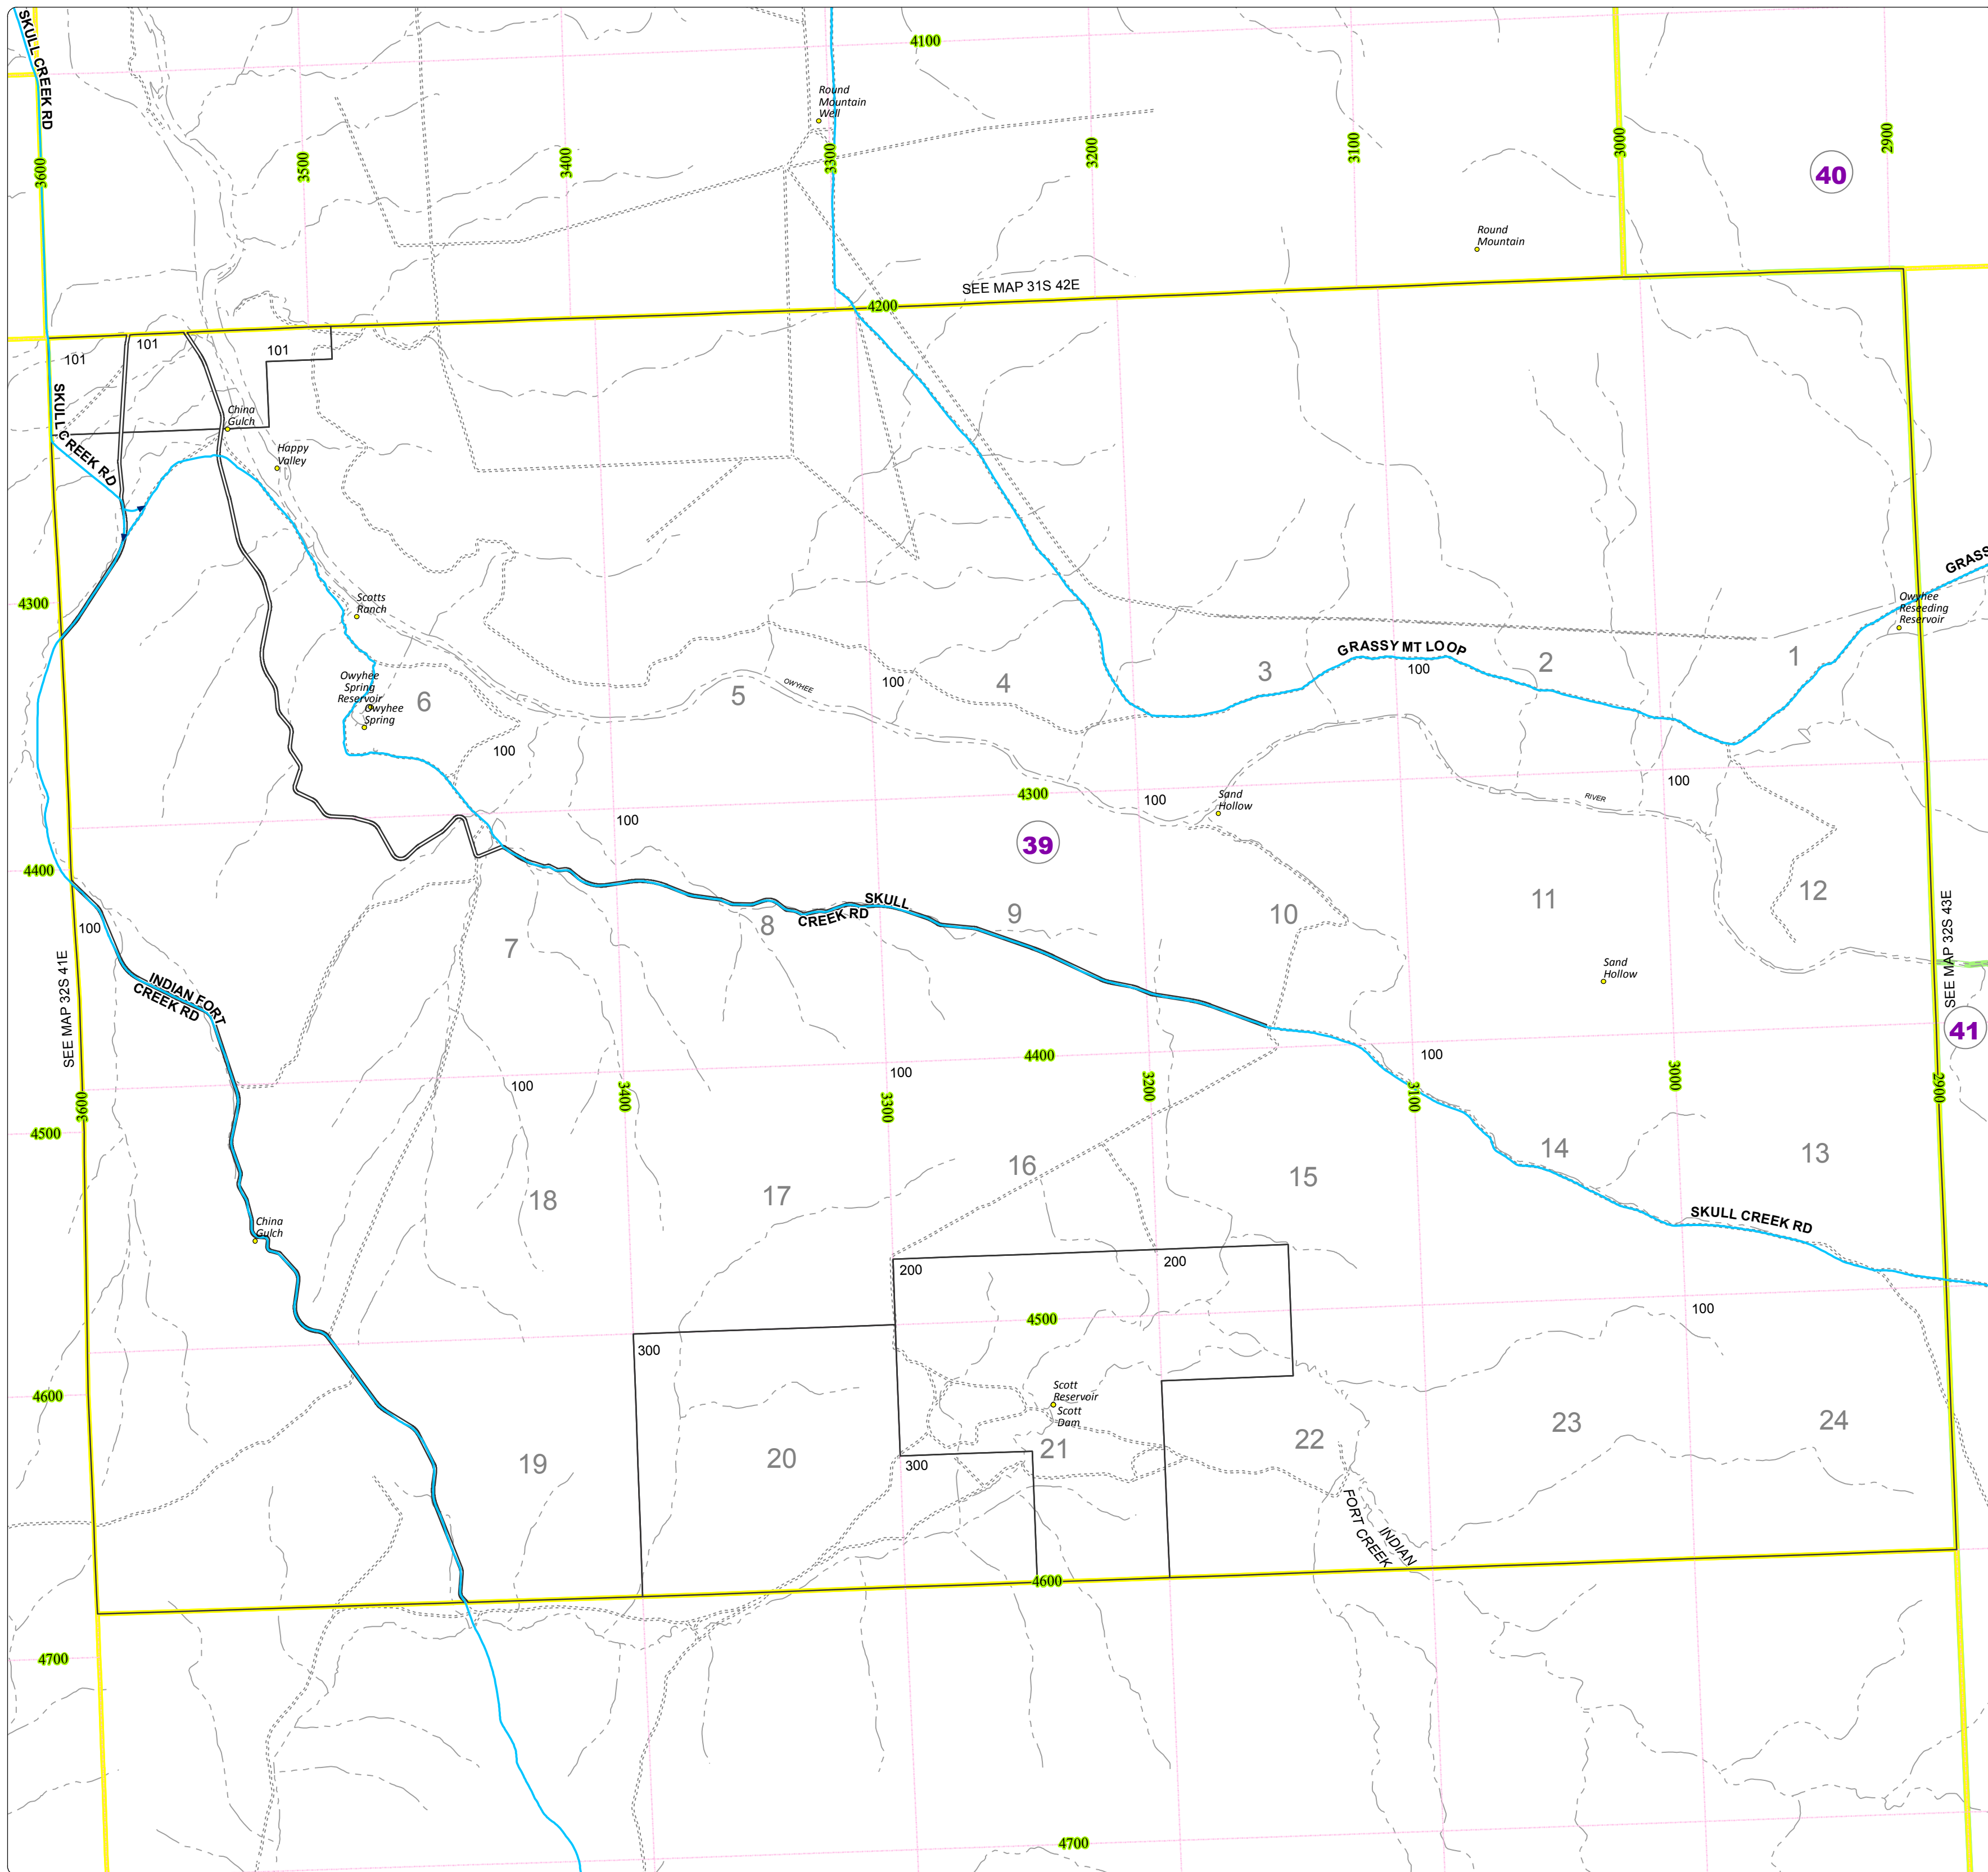 SKULL CREEK RD
4100
Round
Mountain
Well
3600
3500
3400
3300
3200
3100
3000
2900
40
Round
Mountain
SEE MAP 31S 42E
4200
101
101
101
SKULL CREEK RD
China
Gulch
Happy
Valley
GRASS
4300
Scotts
Ranch
Owyhee
Reseeding
Reservoir
GRASSY MT LOOP
Owyhee
Spring
Reservoir
Owyhee
Spring
6
5
OWYHEE
100
4
3
100
2
1
100
100
4300
100
Sand
Hollow
RIVER
100
39
4400
SKULL
CREEK RD
7
8
9
10
11
12
100
SEE MAP 32S 41E
INDIAN FORT
CREEK RD
Sand
Hollow
SEE MAP 32S 43E
41
4400
100
100
100
3600
3400
3300
3200
3100
3000
2900
4500
18
17
16
15
14
13
China
Gulch
SKULL CREEK RD
200
200
4500
100
300
4600
Scott
Reservoir
Scott
Dam
19
20
21
22
23
24
300
INDIAN
FORT CREEK
4600
4700
4700